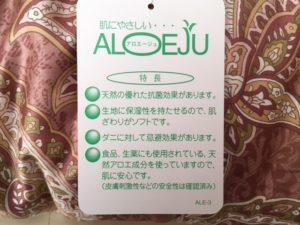 肌にやさしい・・・
ALOEJU
アロエージュ
特長
天然の優れた抗菌効果があります。
生地に保湿性を持たせるので、肌
ざわりがソフトです。
ダニに対して忌避効果があります。
食品、生薬にも使用されている、天
然アロエ成分を使っていますので、
肌に安心です。
(皮膚刺激性などの安全性は確認済み)
ALE-3